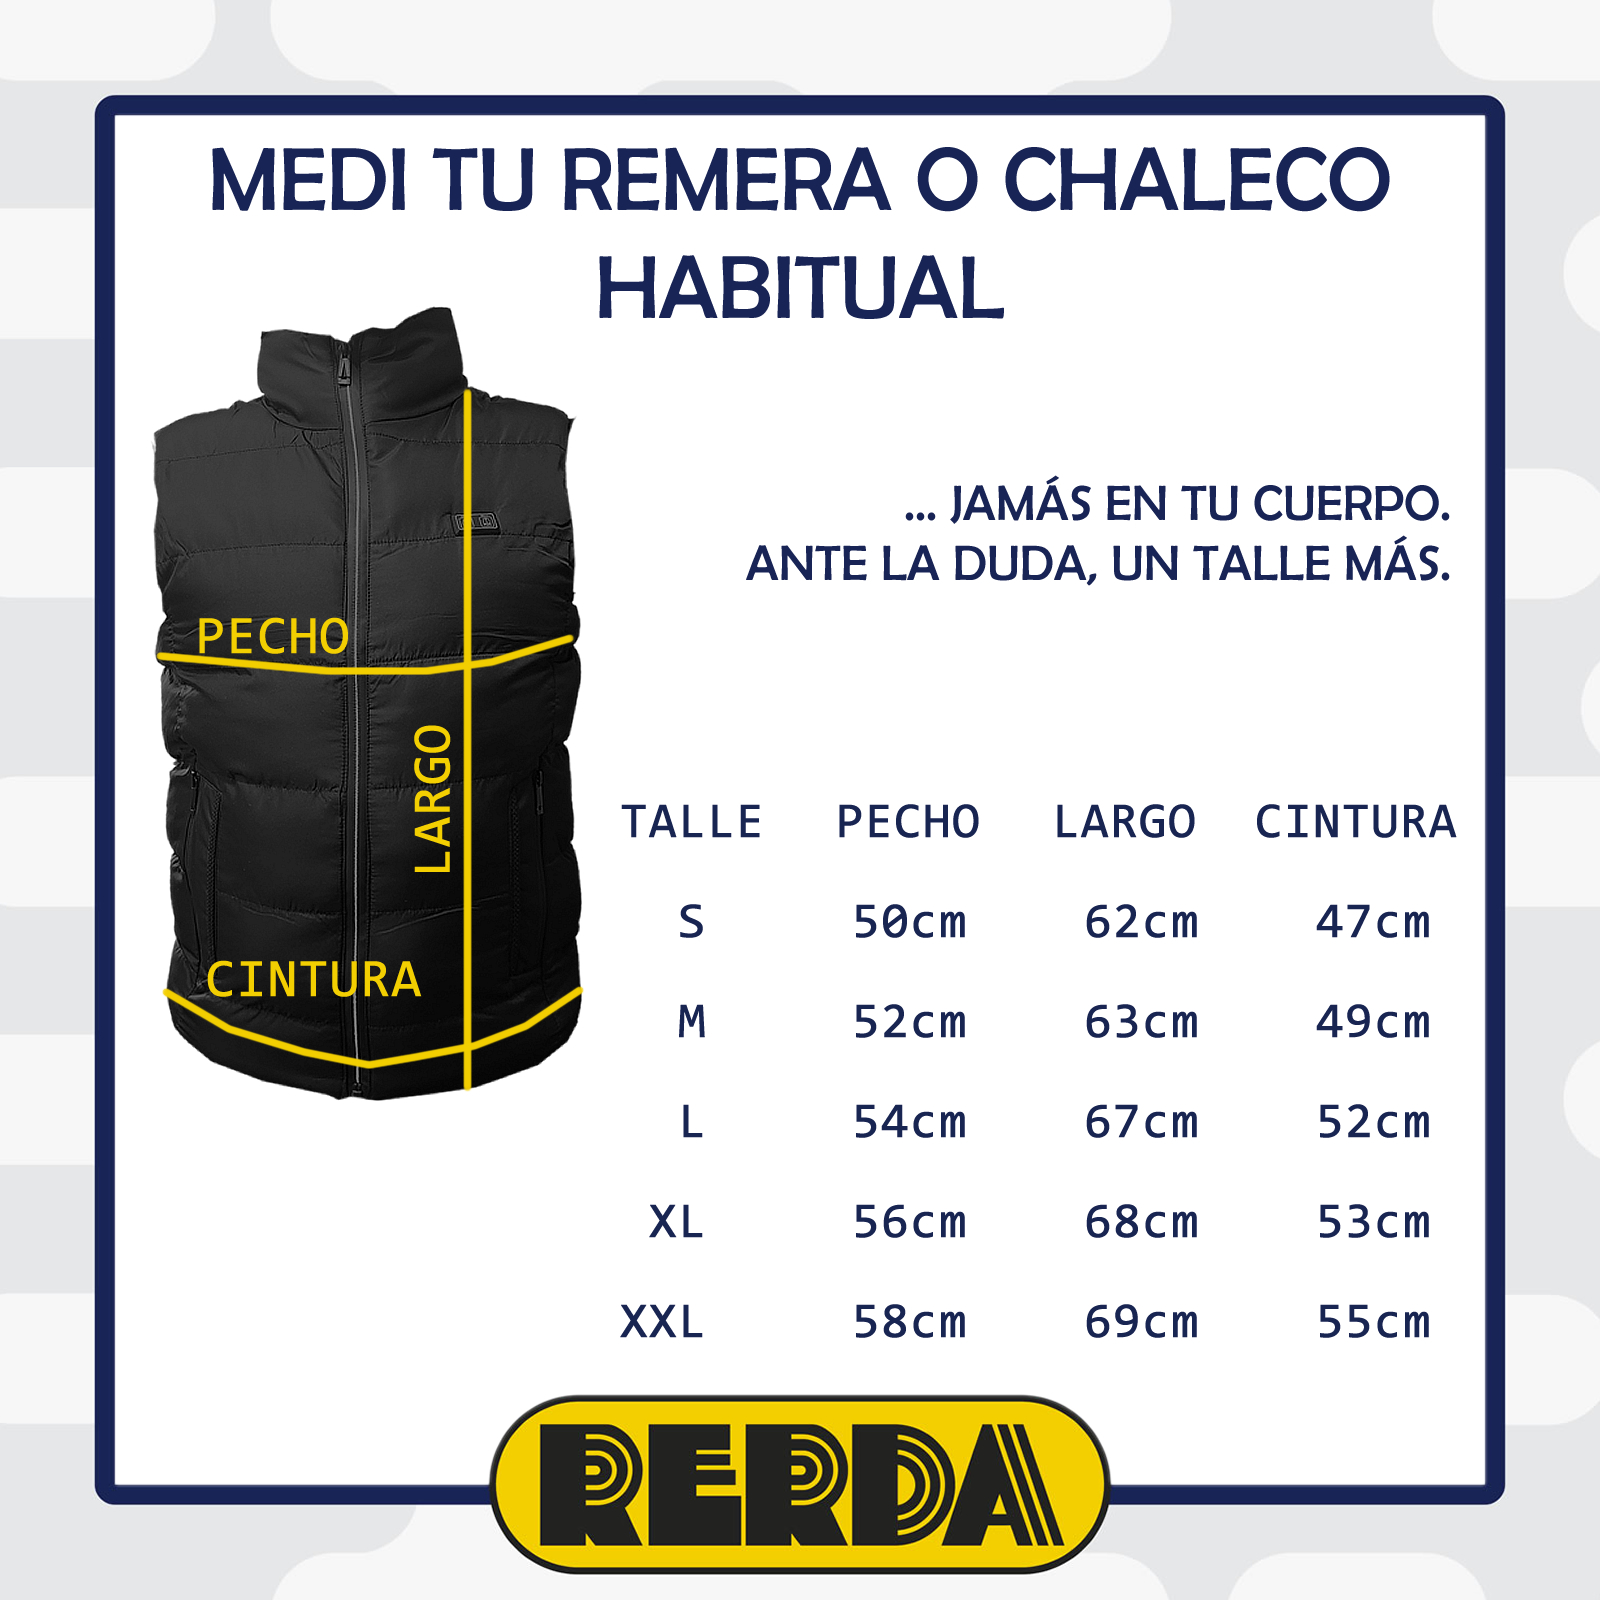 MEDI TU REMERA O CHALECO
HABITUAL
... JAMÁS EN TU CUERPO.
ANTE LA DUDA, UN TALLE MÁS.
PECHO
LARGO
CINTURA
TALLE PECHO LARGO CINTURA
S 50cm 62cm 47cm
M 52cm 63cm 49cm
L 54cm 67cm 52cm
XL 56cm 68cm 53cm
XXL 58cm 69cm 55cm
RERDA